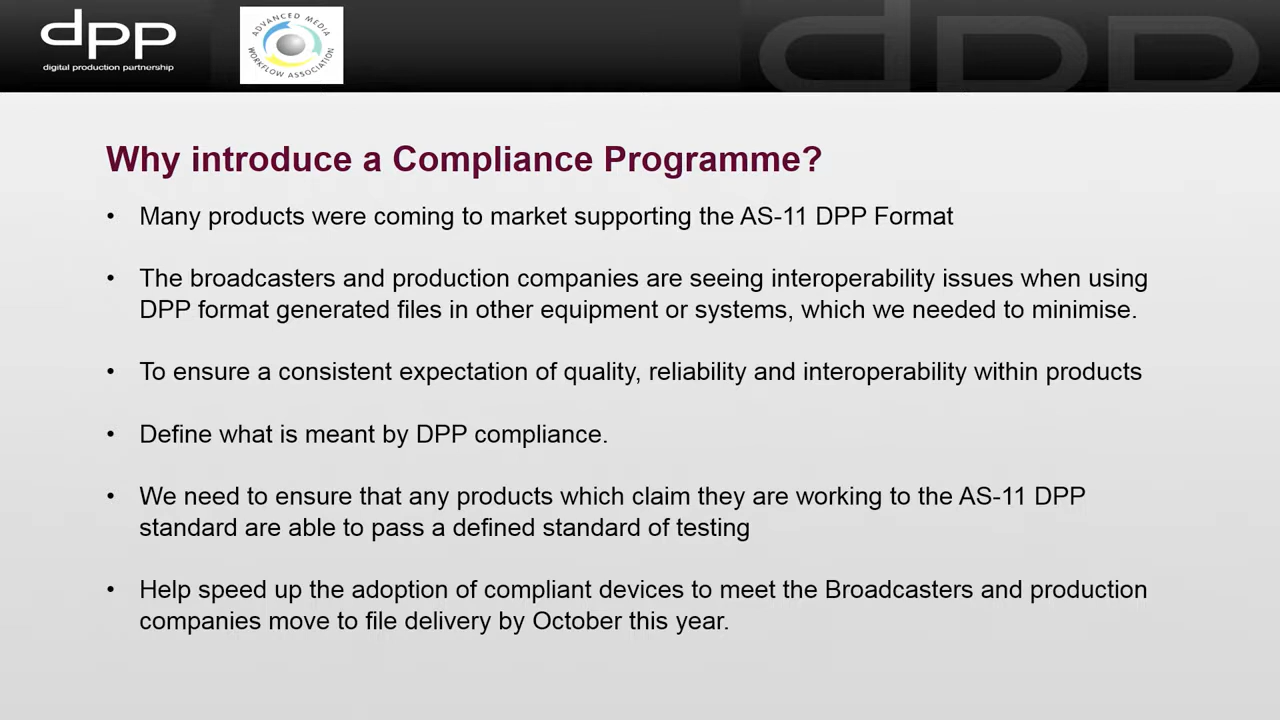 dpp
digital production partnership
ADVANCED MEDIA
WORKFLOW ASSOCIATION
dpp
Why introduce a Compliance Programme?
• Many products were coming to market supporting the AS-11 DPP Format
• The broadcasters and production companies are seeing interoperability issues when using
DPP format generated files in other equipment or systems, which we needed to minimise.
• To ensure a consistent expectation of quality, reliability and interoperability within products
• Define what is meant by DPP compliance.
• We need to ensure that any products which claim they are working to the AS-11 DPP
standard are able to pass a defined standard of testing
• Help speed up the adoption of compliant devices to meet the Broadcasters and production
companies move to file delivery by October this year.